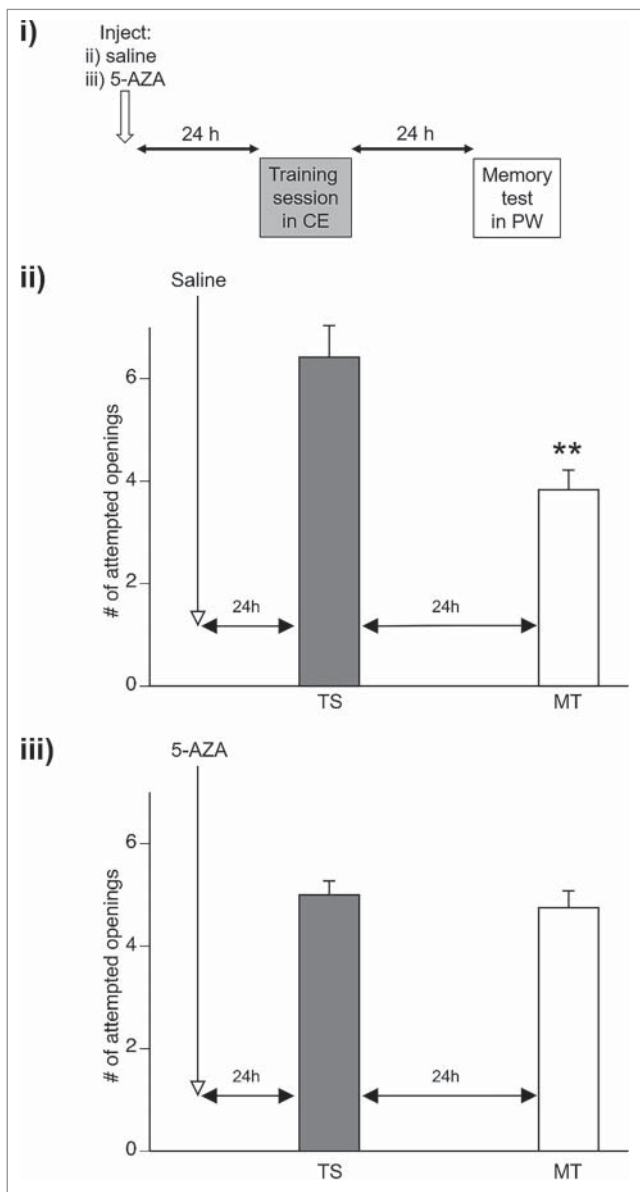 i)
Inject:
ii) saline
iii) 5-AZA
24 h
24 h
Training
session
in CE
Memory
test
in PW
ii)
Saline
# of attempted openings
6
4
2
0
**
24h
24h
TS
MT
iii)
5-AZA
# of attempted openings
6
4
2
0
24h
24h
TS
MT